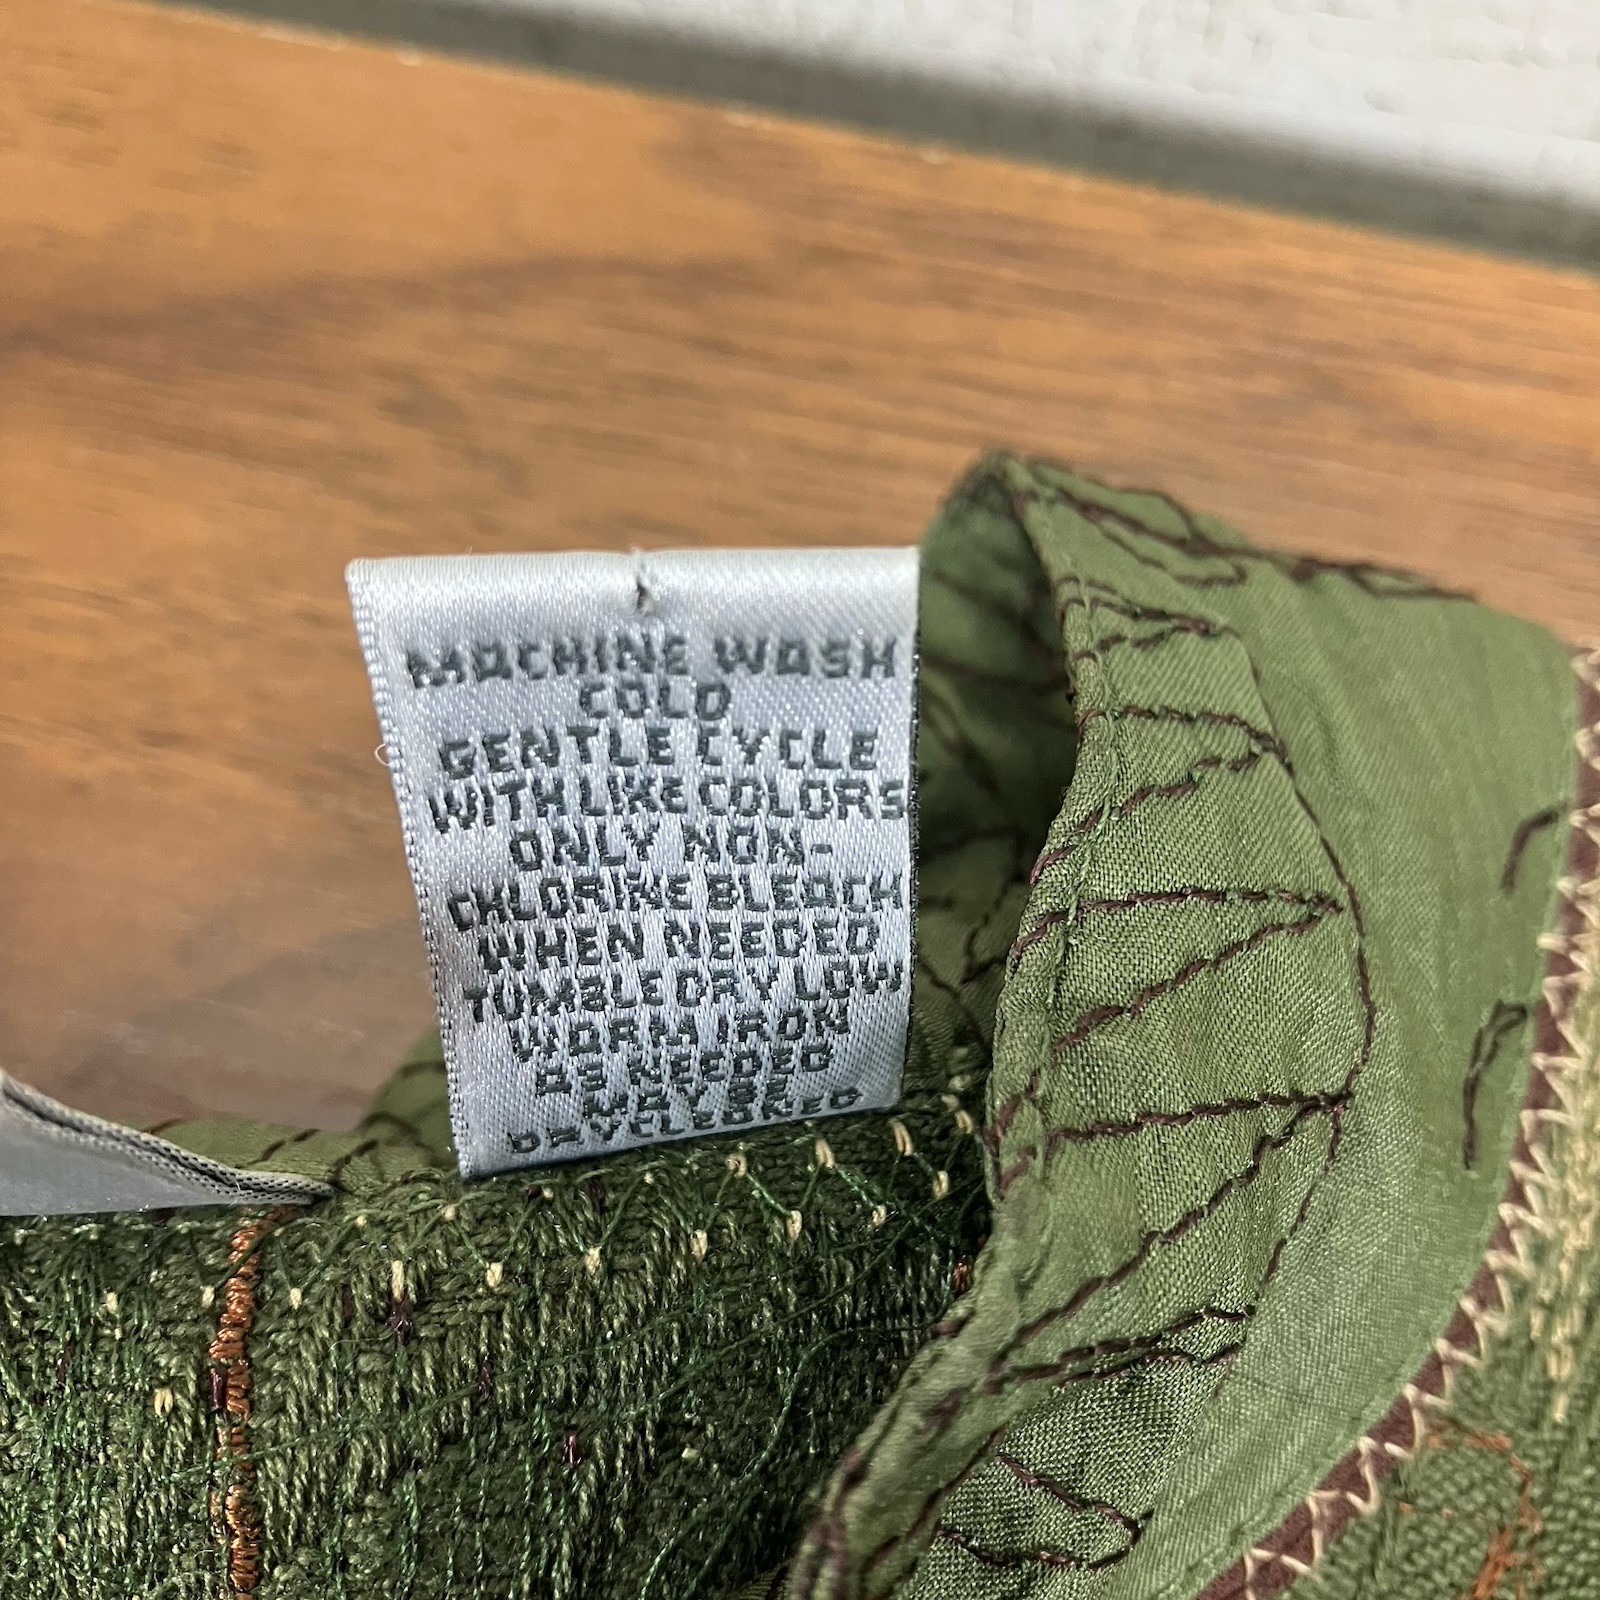 MACHINE WASH
COLD
GENTLE CYCLE
WITH LIKE COLORS
ONLY NON-
CHLORINE BLEACH
WHEN NEEDED
TUMBLE DRY LOW
WARM IRON
AS NEEDED
MAY BE
DRYCLEANED